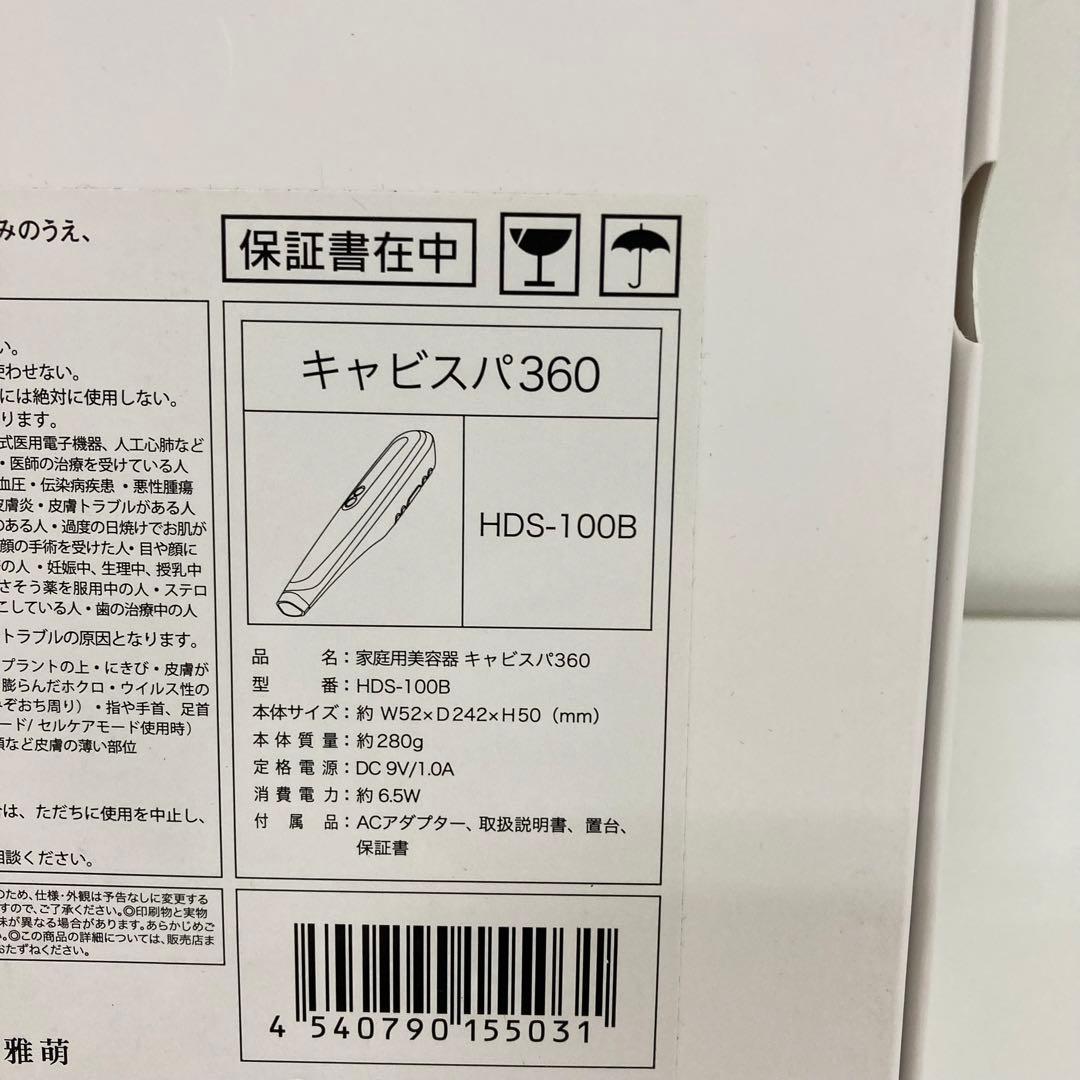 みのうえ、
保証書在中
い。
使わせない。
には絶対に使用しない。
ります。
式医用電子機器、人工心肺など
・医師の治療を受けている人
血圧・伝染病疾患・悪性腫瘍
皮膚炎・皮膚トラブルがある人
のある人・過度の日焼けでお肌が
顔の手術を受けた人・目や顔に
の人・妊娠中、生理中、授乳中
さそう薬を服用中の人・ステロ
こしている人・歯の治療中の人
トラブルの原因となります。
プラントの上・にきび・皮膚が
膨らんだホクロ・ウイルス性の
みぞおち周り）・指や手首、足首
ード/セルケアモード使用時）
など皮膚の薄い部位
は、ただちに使用を中止し、
相談ください。
のため、仕様・外観は予告なしに変更する
すので、ご了承ください。◎印刷物と実物
味が異なる場合があります。あらかじめご
い。◎この商品の詳細については、販売店ま
おたずねください。
雅萌
キャビスパ360
HDS-100B
品名：家庭用美容器 キャビスパ360
型番：HDS-100B
本体サイズ：約 W52×D242×H50（mm）
本体質量：約280g
定格電源：DC 9V/1.0A
消費電力：約6.5W
付属品：ACアダプター、取扱説明書、置台、
保証書
4 540790 155031